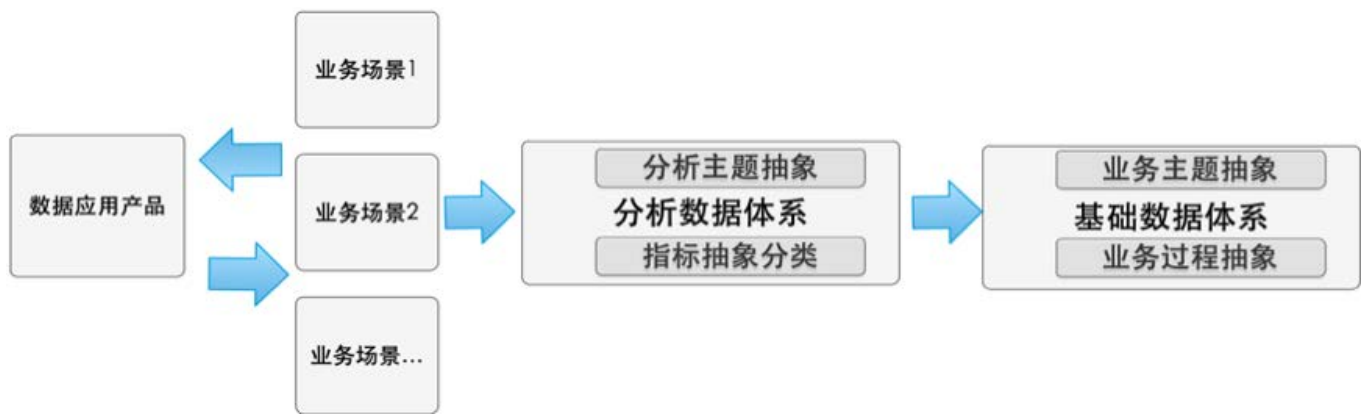 数据应用产品
业务场景1
业务场景2
业务场景...
分析主题抽象
分析数据体系
指标抽象分类
业务主题抽象
基础数据体系
业务过程抽象